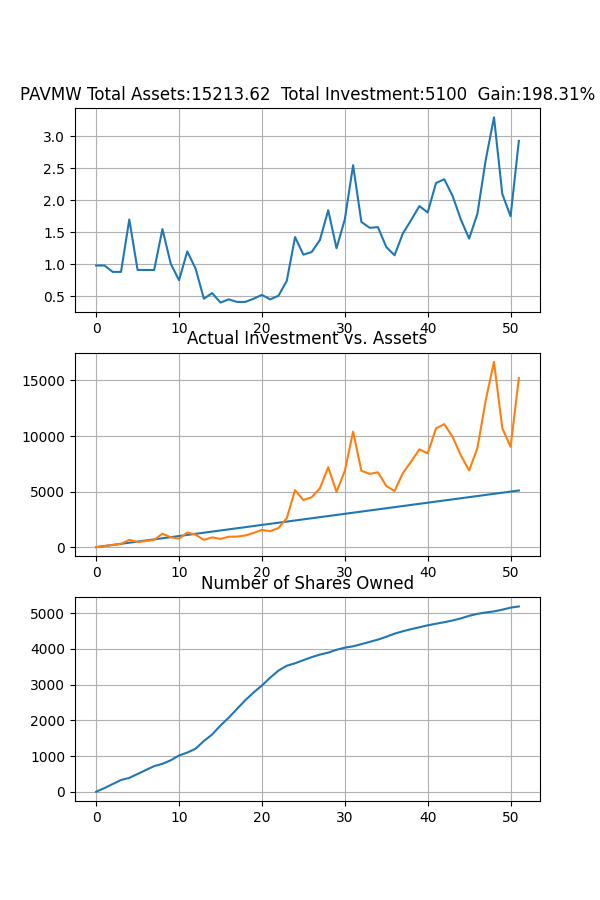 PAVMW Total Assets:15213.62  Total Investment:5100  Gain:198.31%
3.0
2.5
2.0
1.5
1.0
0.5
0 10 20 30 40 50
Actual Investment vs. Assets
15000
10000
5000
0
0 10 20 30 40 50
Number of Shares Owned
5000
4000
3000
2000
1000
0
0 10 20 30 40 50